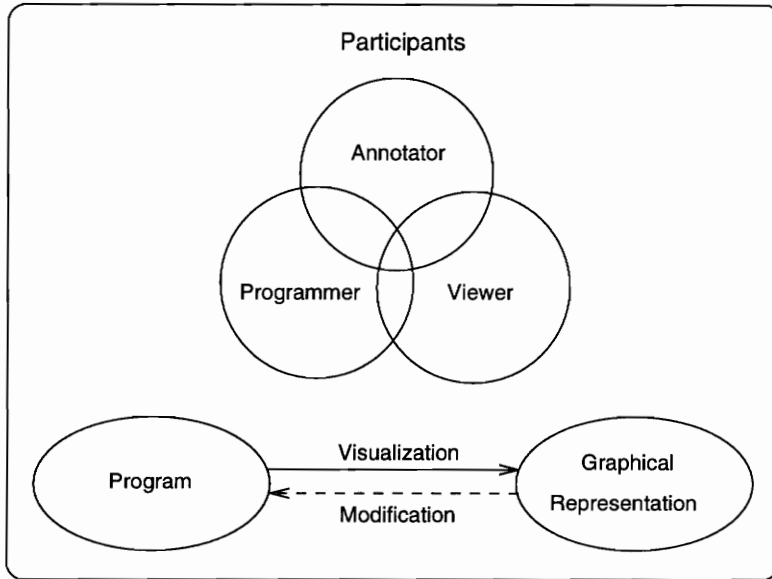 Participants
Annotator
Programmer
Viewer
Program
Visualization
Modification
Graphical
Representation